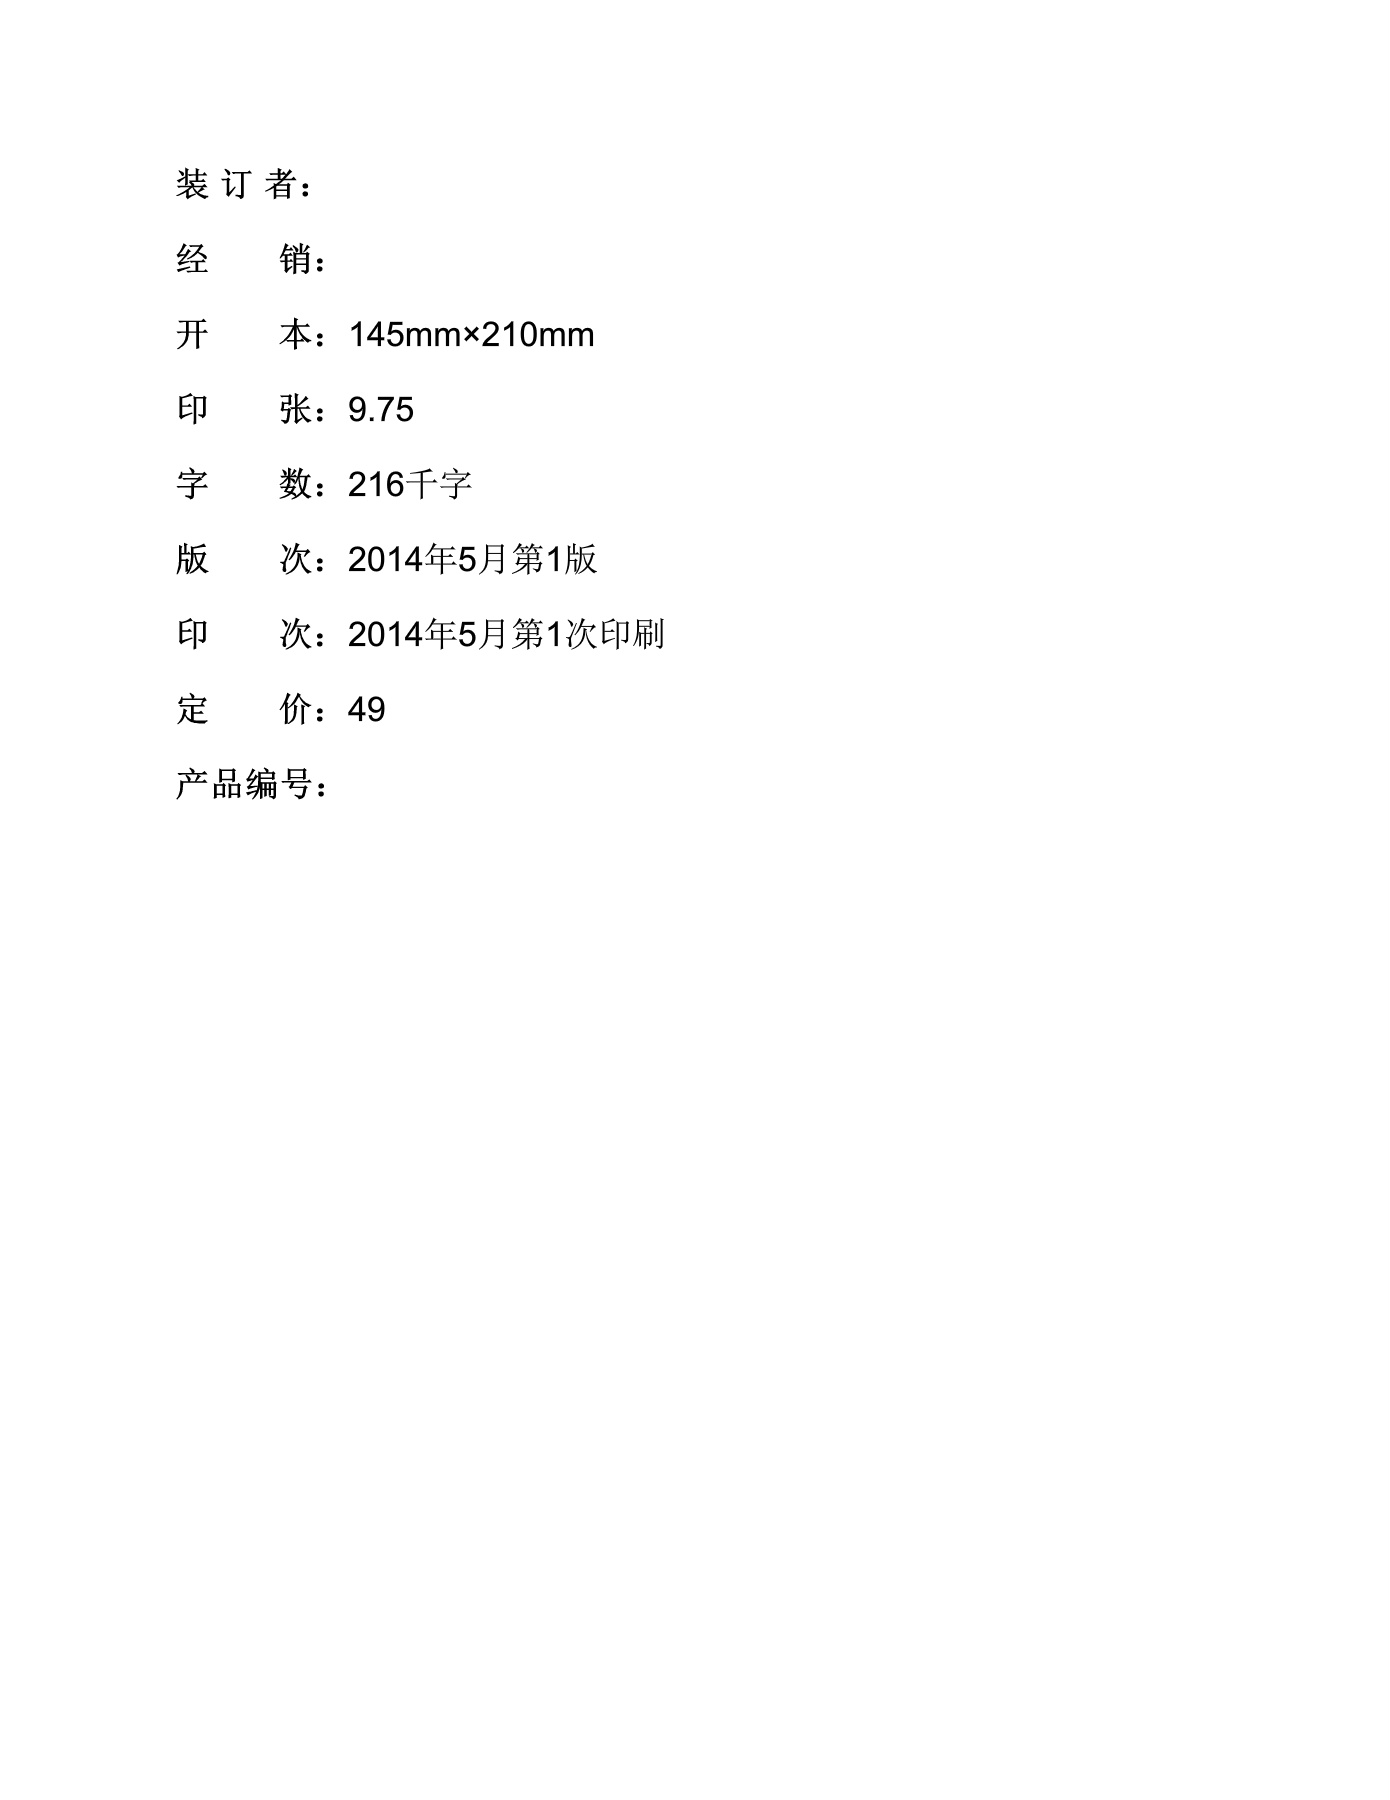 装 订 者：
经　　销：
开　　本：145mm×210mm
印　　张：9.75
字　　数：216千字
版　　次：2014年5月第1版
印　　次：2014年5月第1次印刷
定　　价：49
产品编号：